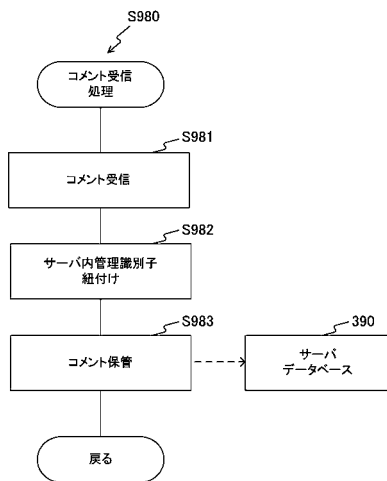 S980
コメント受信
処理
S981
コメント受信
S982
サーバ内管理識別子
紐付け
S983
コメント保管
390
サーバ
データベース
戻る